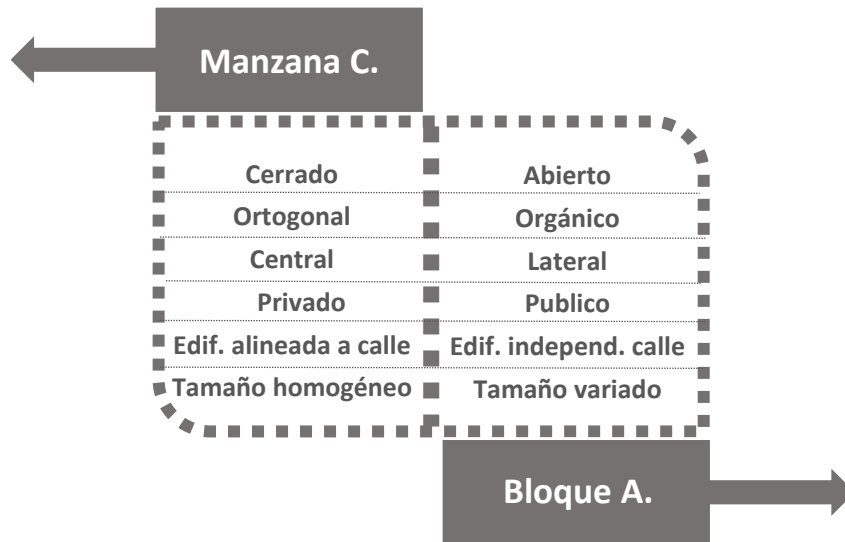 Manzana C.
Cerrado Abierto
Ortogonal Orgánico
Central Lateral
Privado Publico
Edif. alineada a calle Edif. independ. calle
Tamaño homogéneo Tamaño variado
Bloque A.